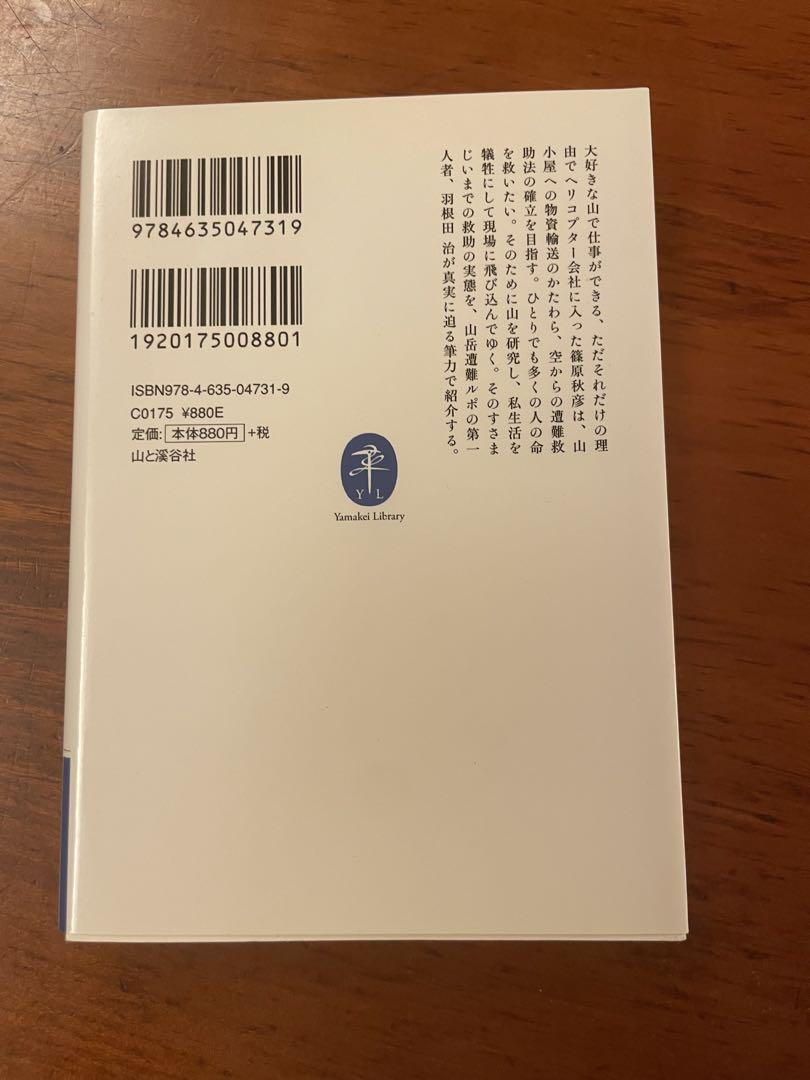 9784635047319
1920175008801
ISBN978-4-635-04731-9
C0175 ¥880E
定価:本体880円+税
山と溪谷社
大好きな山で仕事ができる、ただそれだけの理
由でヘリコプター会社に入った篠原秋彦は、山
小屋への物資輸送のかたわら、空からの遭難救
助法の確立を目指す。ひとりでも多くの人の命
を救いたい。そのために山を研究し、私生活を
犠牲にして現場に飛び込んでゆく。そのすさま
じいまでの救助の実態を、山岳遭難ルポの第一
人者、羽根田 治が真実に迫る筆力で紹介する。
Y L
Yamakei Library